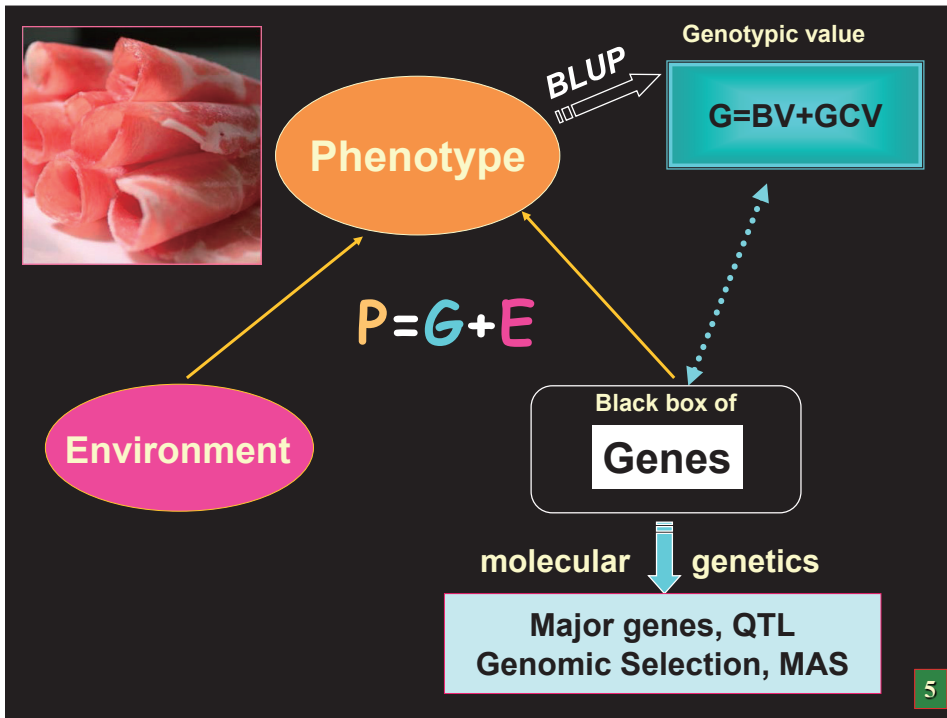 Genotypic value
BLUP
G=BV+GCV
Phenotype
P=G+E
Environment
Black box of
Genes
molecular genetics
Major genes, QTL
Genomic Selection, MAS
5